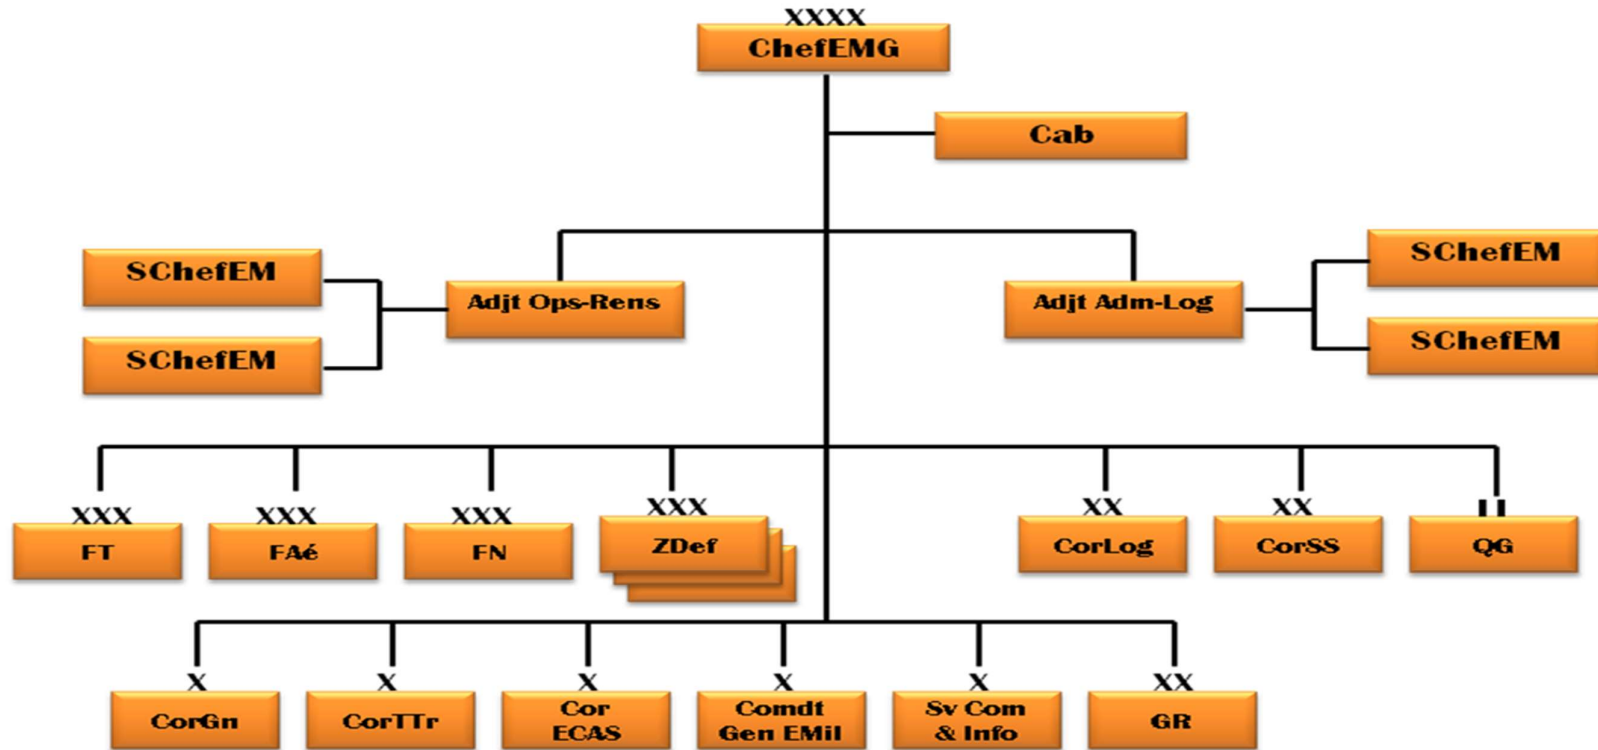 XXXX
ChefEMG
Cab
SChefEM
SChefEM
Adjt Ops-Rens
Adjt Adm-Log
SChefEM
SChefEM
XXX
FT
XXX
FAé
XXX
FN
XXX
ZDef
XX
CorLog
XX
CorSS
II
QG
X
CorGn
X
CorTTr
X
Cor
ECAS
X
Comdt
Gen EMil
X
Sv Com
& Info
XX
GR